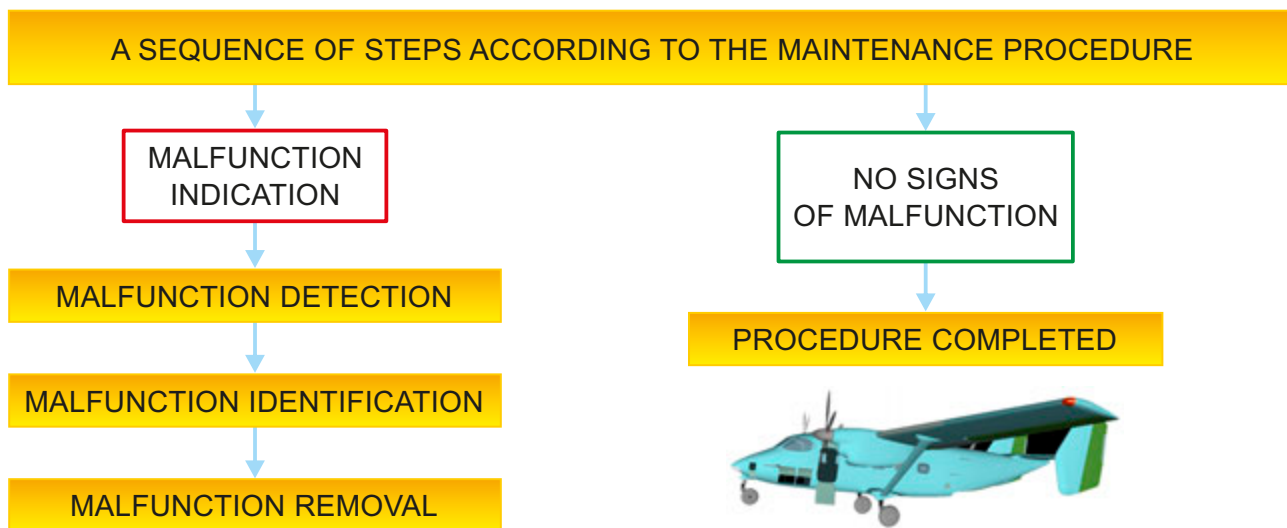 A SEQUENCE OF STEPS ACCORDING TO THE MAINTENANCE PROCEDURE
MALFUNCTION
INDICATION
MALFUNCTION DETECTION
MALFUNCTION IDENTIFICATION
MALFUNCTION REMOVAL
NO SIGNS
OF MALFUNCTION
PROCEDURE COMPLETED